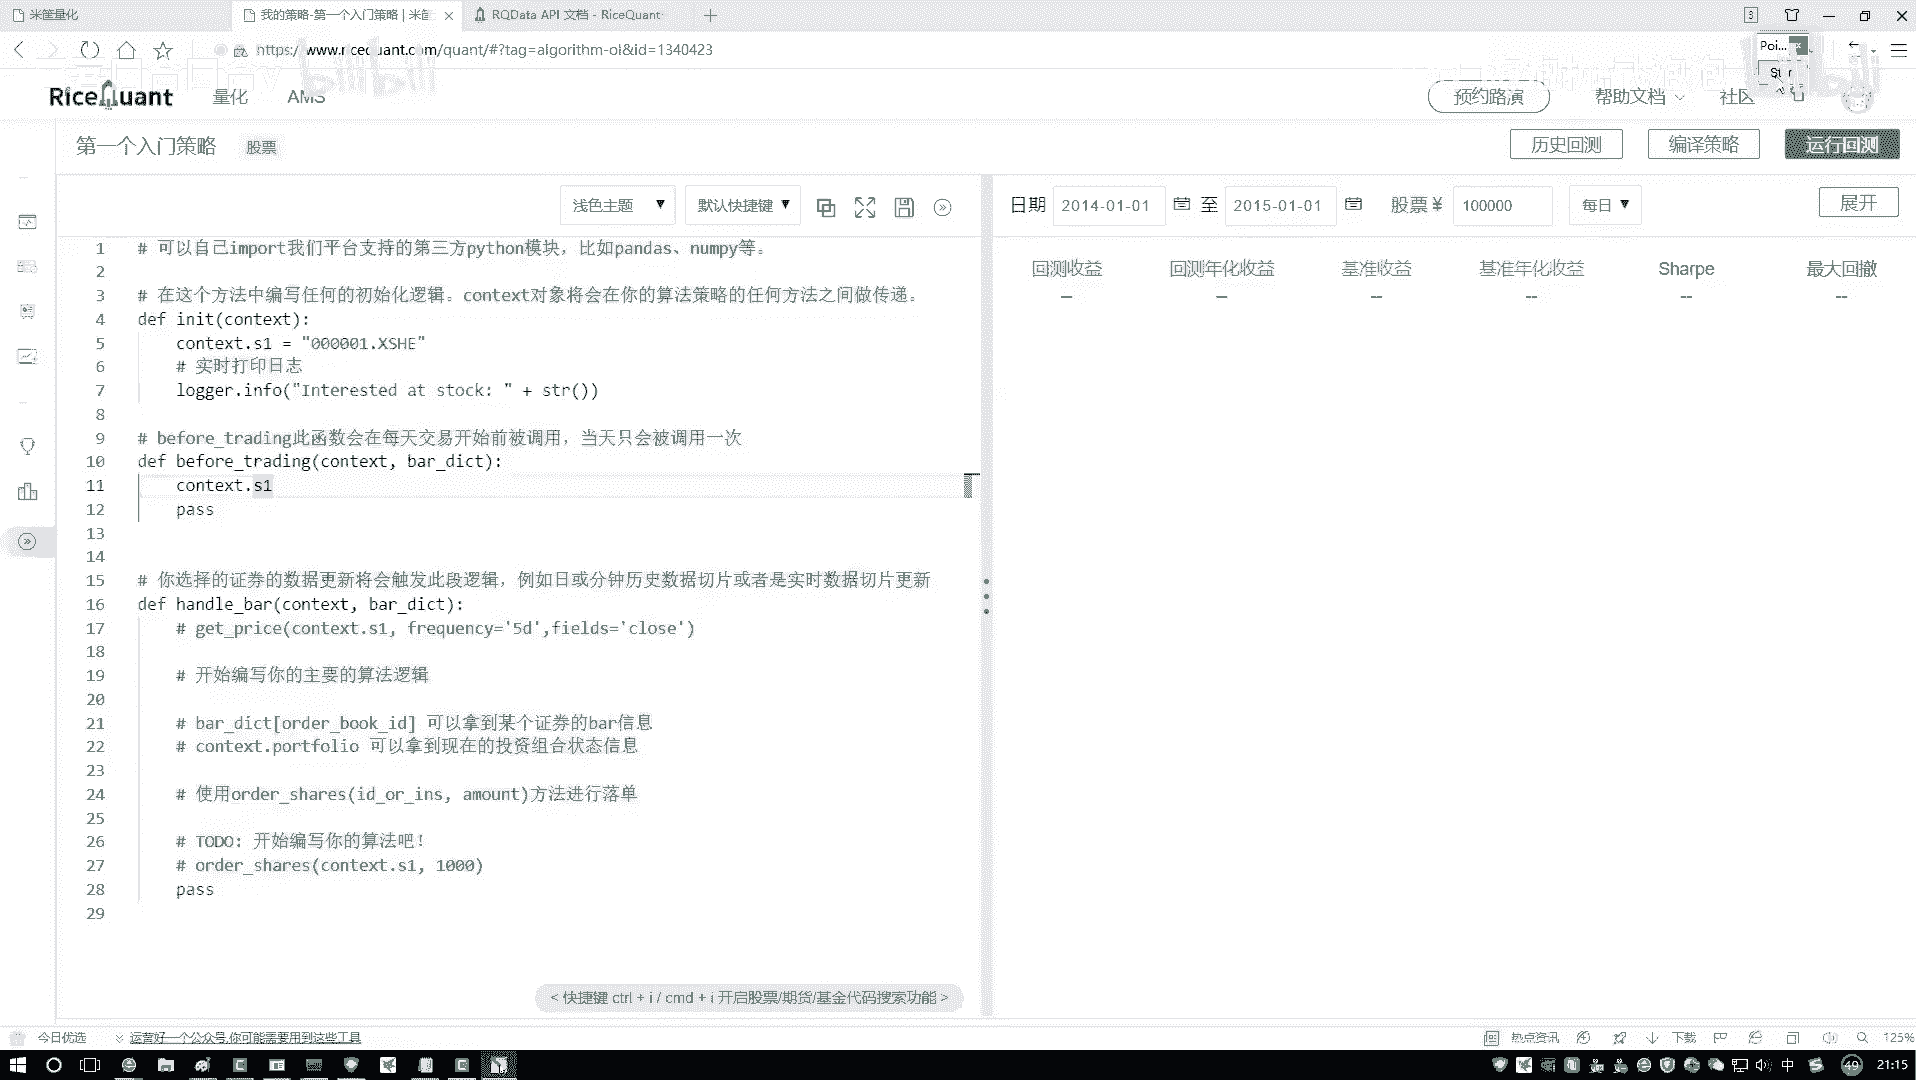 米筐量化
我的策略-第一个入门策略 | 米筐
RQData API 文档 - RiceQuant
https://www.ricequant.com/quant/#?tag=algorithm-oi&id=1340423
Poi...
bilibili
RiceQuant
量化
AMS
预约路演
帮助文档
社区
第一个入门策略
股票
历史回测
编译策略
运行回测
浅色主题
默认快捷键
日期 2014-01-01 至 2015-01-01 股票 ¥ 100000 每日
展开
1 # 可以自己import我们平台支持的第三方python模块，比如pandas、numpy等。
2
3 # 在这个方法中编写任何的初始化逻辑。context对象将会在你的算法策略的任何方法之间做传递。
4 def init(context):
5 context.s1 = "000001.XSHE"
6 # 实时打印日志
7 logger.info("Interested at stock: " + str())
8
9 # before_trading此函数会在每天交易开始前被调用，当天只会被调用一次
10 def before_trading(context, bar_dict):
11 context.s1
12 pass
13
14
15 # 你选择的证券的数据更新将会触发此段逻辑，例如日或分钟历史数据切片或者是实时数据切片更新
16 def handle_bar(context, bar_dict):
17 # get_price(context.s1, frequency='5d',fields='close')
18
19 # 开始编写你的主要的算法逻辑
20
21 # bar_dict[order_book_id] 可以拿到某个证券的bar信息
22 # context.portfolio 可以拿到现在的投资组合状态信息
23
24 # 使用order_shares(id_or_ins, amount)方法进行落单
25
26 # TODO: 开始编写你的算法吧！
27 # order_shares(context.s1, 1000)
28 pass
29
回测收益 回测年化收益 基准收益 基准年化收益 Sharpe 最大回撤
-- -- -- -- -- --
< 快捷键 ctrl + i / cmd + i 开启股票/期货/基金代码搜索功能 >
今日优选
运营好一个公众号,你可能需要用到这些工具
热点资讯
下载
125%
中
49
21:15